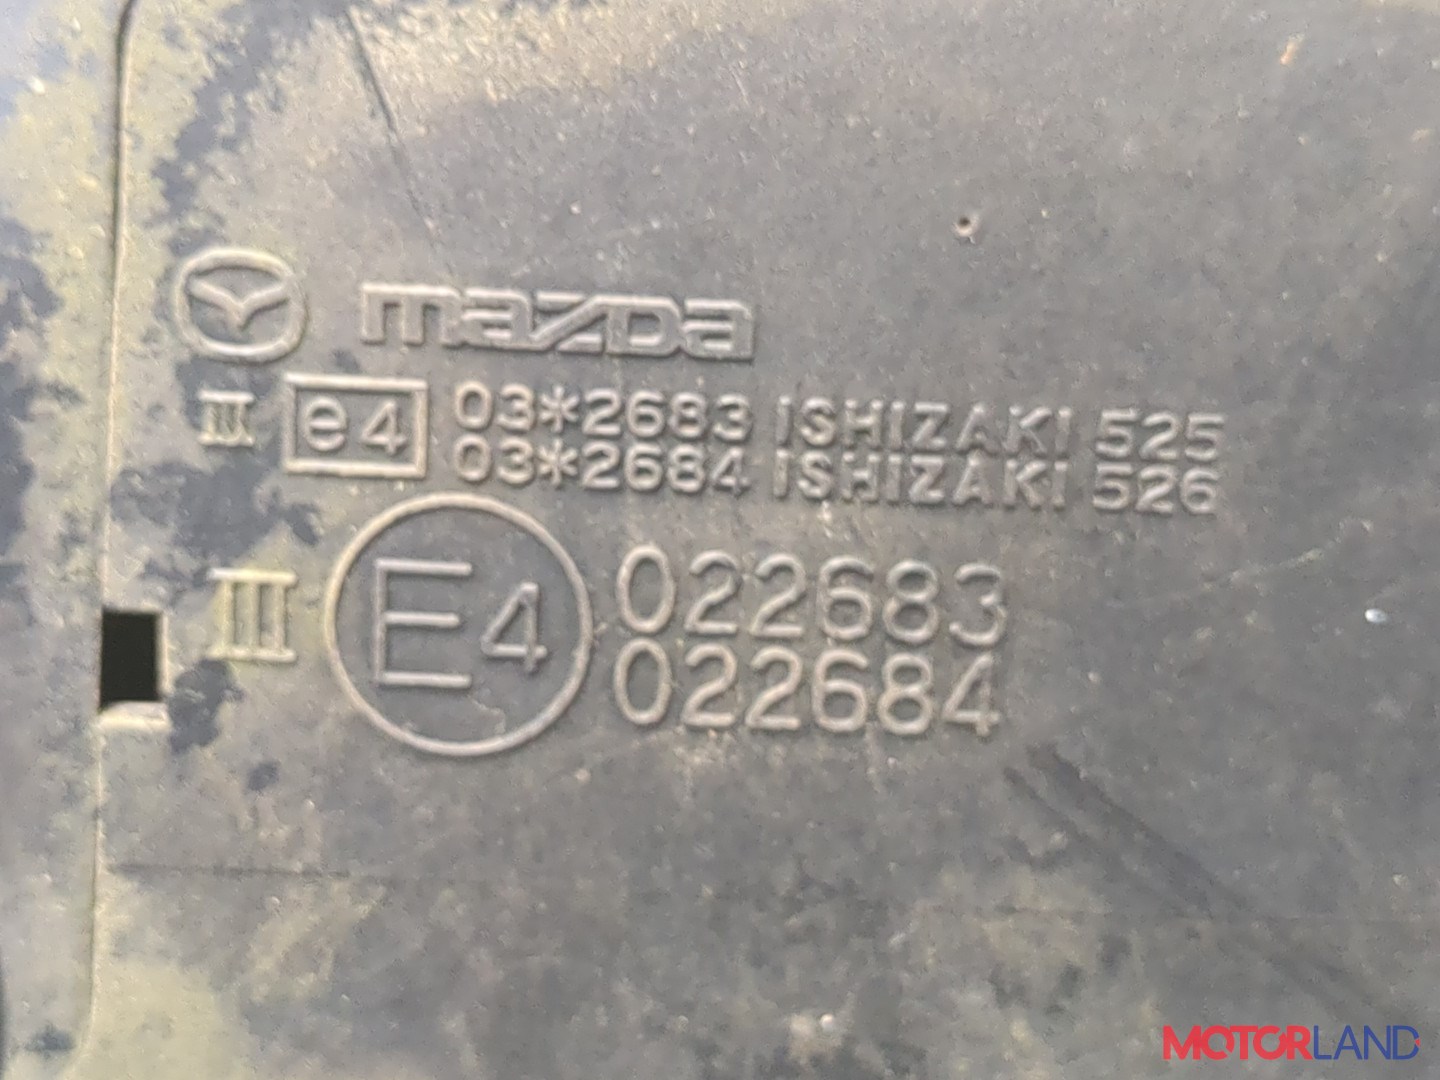 mazda
III e4 03*2683 ISHIZAKI 525
03*2684 ISHIZAKI 526
III E4 022683
022684
MOTORLAND